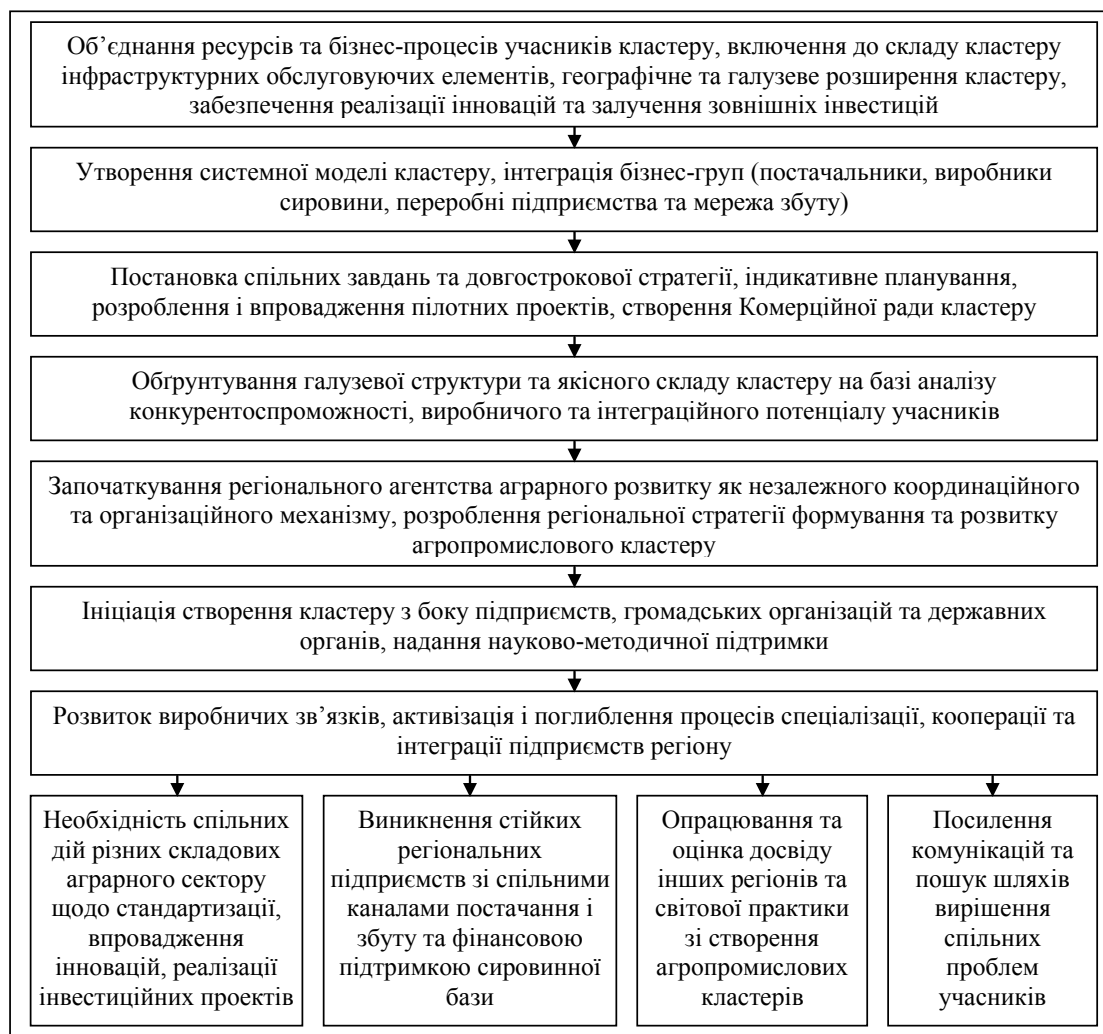 Об’єднання ресурсів та бізнес-процесів учасників кластеру, включення до складу кластеру
інфраструктурних обслуговуючих елементів, географічне та галузеве розширення кластеру,
забезпечення реалізації інновацій та залучення зовнішніх інвестицій
Утворення системної моделі кластеру, інтеграція бізнес-груп (постачальники, виробники
сировини, переробні підприємства та мережа збуту)
Постановка спільних завдань та довгострокової стратегії, індикативне планування,
розроблення і впровадження пілотних проектів, створення Комерційної ради кластеру
Обґрунтування галузевої структури та якісного складу кластеру на базі аналізу
конкурентоспроможності, виробничого та інтеграційного потенціалу учасників
Започаткування регіонального агентства аграрного розвитку як незалежного координаційного
та організаційного механізму, розроблення регіональної стратегії формування та розвитку
агропромислового кластеру
Ініціація створення кластеру з боку підприємств, громадських організацій та державних
органів, надання науково-методичної підтримки
Розвиток виробничих зв’язків, активізація і поглиблення процесів спеціалізації, кооперації та
інтеграції підприємств регіону
Необхідність спільних
дій різних складових
аграрного сектору
щодо стандартизації,
впровадження
інновацій, реалізації
інвестиційних проектів
Виникнення стійких
регіональних
підприємств зі спільними
каналами постачання і
збуту та фінансовою
підтримкою сировинної
бази
Опрацювання та
оцінка досвіду
інших регіонів та
світової практики
зі створення
агропромислових
кластерів
Посилення
комунікацій та
пошук шляхів
вирішення
спільних
проблем
учасників